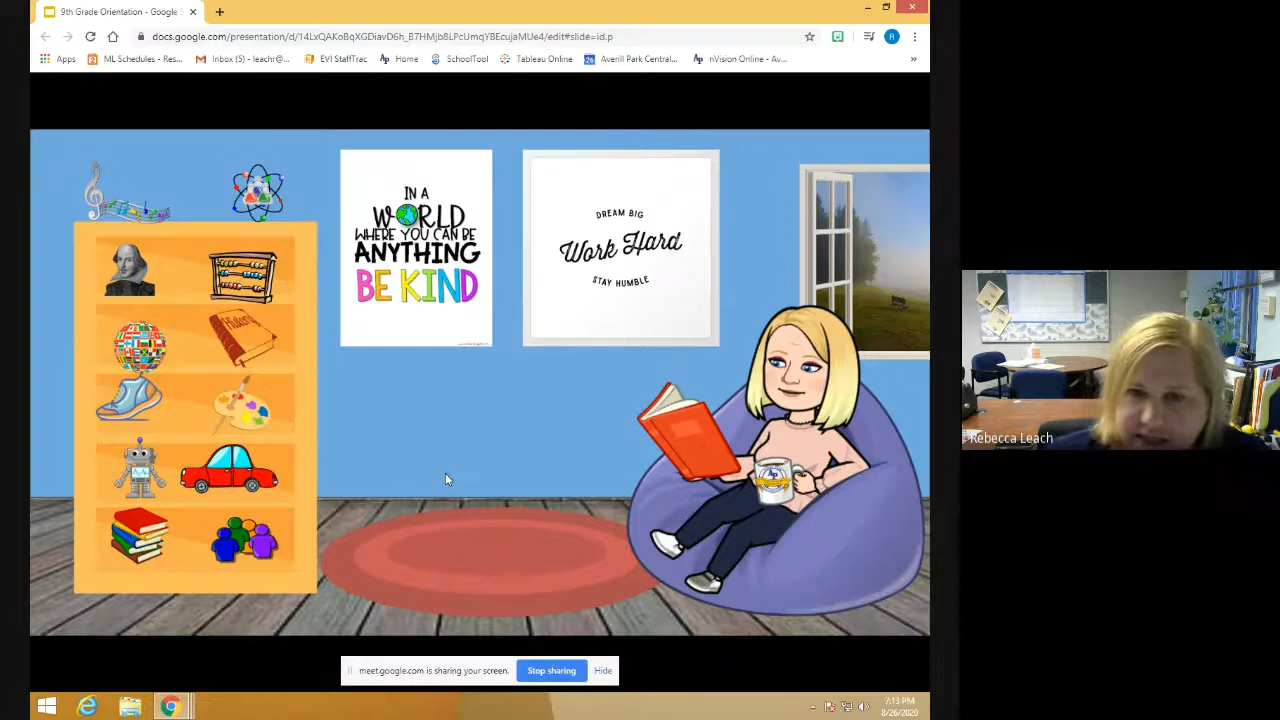 9th Grade Orientation - Google S
docs.google.com/presentation/d/14LxQAKoBqXGDiavD6h_B7HMjb8LPcUmqYBEcujaMUe4/edit#slide=id.p
R
Apps
ML Schedules - Res...
Inbox (5) - leachr@...
EVI StaffTrac
Home
SchoolTool
Tableau Online
Averill Park Central...
nVision Online - Av...
»
IN A
WORLD
WHERE YOU CAN BE
ANYTHING
BE KIND
DREAM BIG
Work Hard
STAY HUMBLE
History
AP
Rebecca Leach
meet.google.com is sharing your screen.
Stop sharing
Hide
7:13 PM
8/26/2020